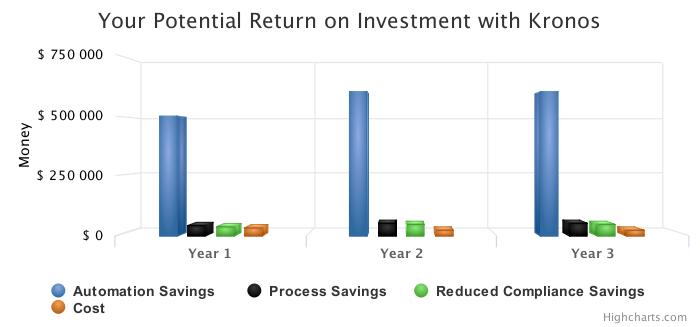 Your Potential Return on Investment with Kronos
$ 750 000
$ 500 000
$ 250 000
$ 0
Money
Year 1
Year 2
Year 3
Automation Savings
Process Savings
Reduced Compliance Savings
Cost
Highcharts.com